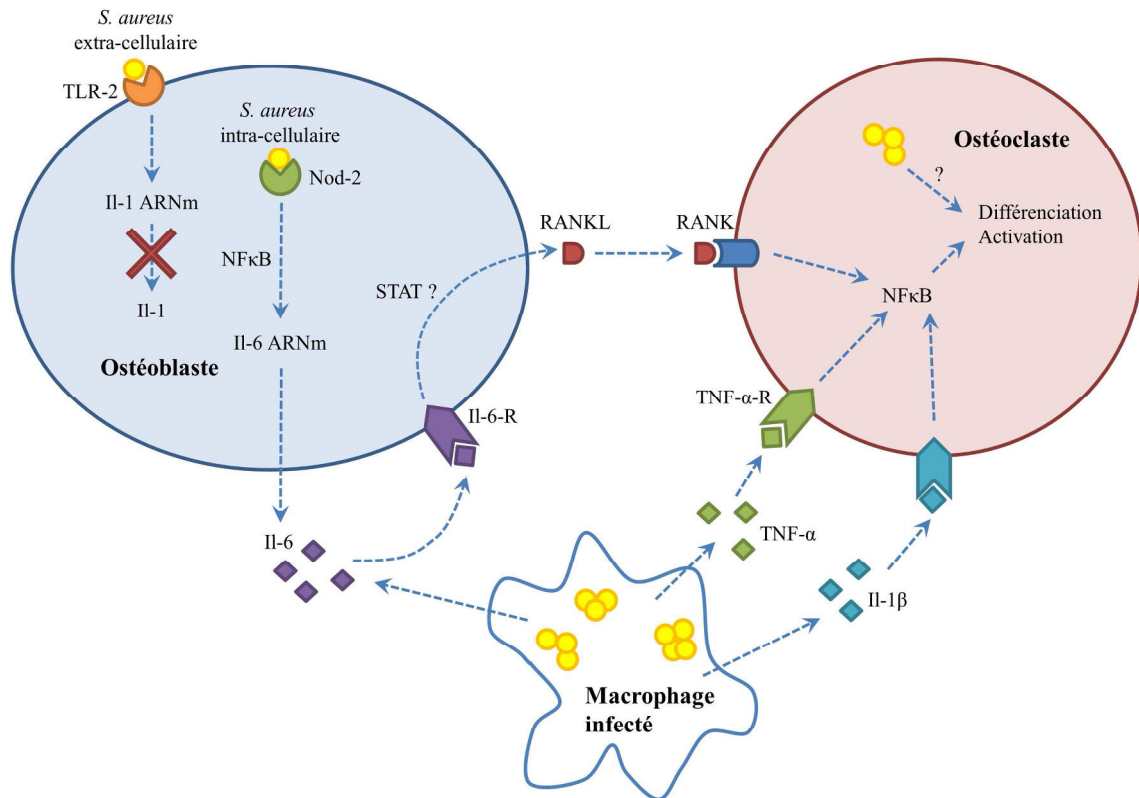 S. aureus
extra-cellulaire
TLR-2
S. aureus
intra-cellulaire
Nod-2
Il-1 ARNm
NFκB
Il-1
Il-6 ARNm
Ostéoblaste
STAT ?
Il-6-R
RANKL
RANK
Ostéoclaste
?
Différenciation
Activation
NFκB
TNF-α-R
Il-6
TNF-α
Il-1β
Macrophage
infecté